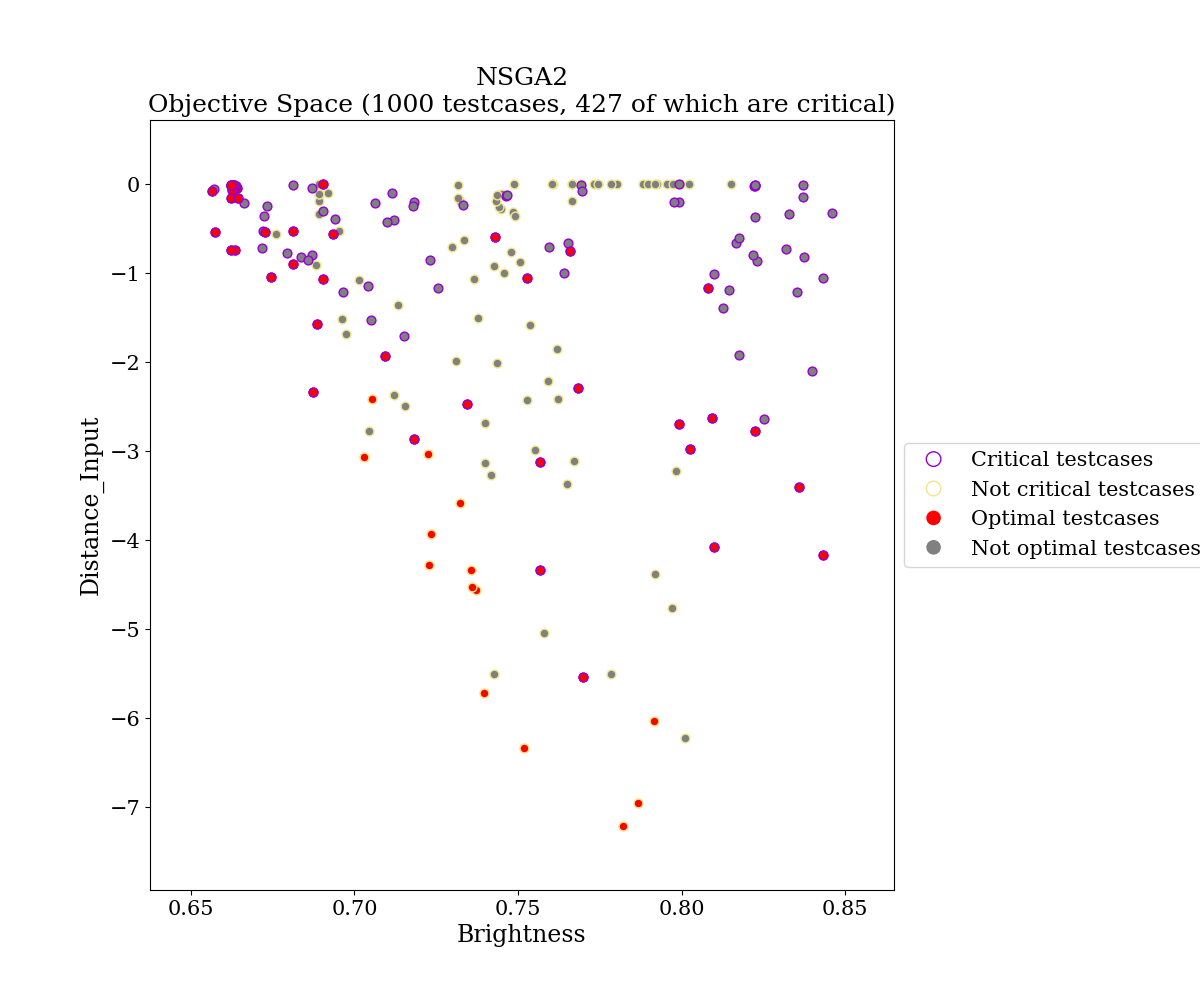 NSGA2
Objective Space (1000 testcases, 427 of which are critical)
0
−1
−2
−3
−4
−5
−6
−7
Distance_Input
0.65 0.70 0.75 0.80 0.85
Brightness
Critical testcases
Not critical testcases
Optimal testcases
Not optimal testcases